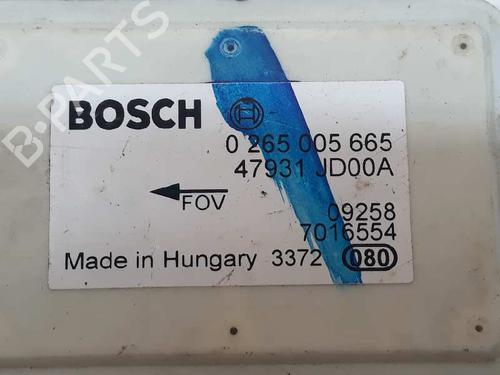 B-PARTS
BOSCH
0 265 005 665
47931 JD00A
FOV
09258
7016554
Made in Hungary 3372 080